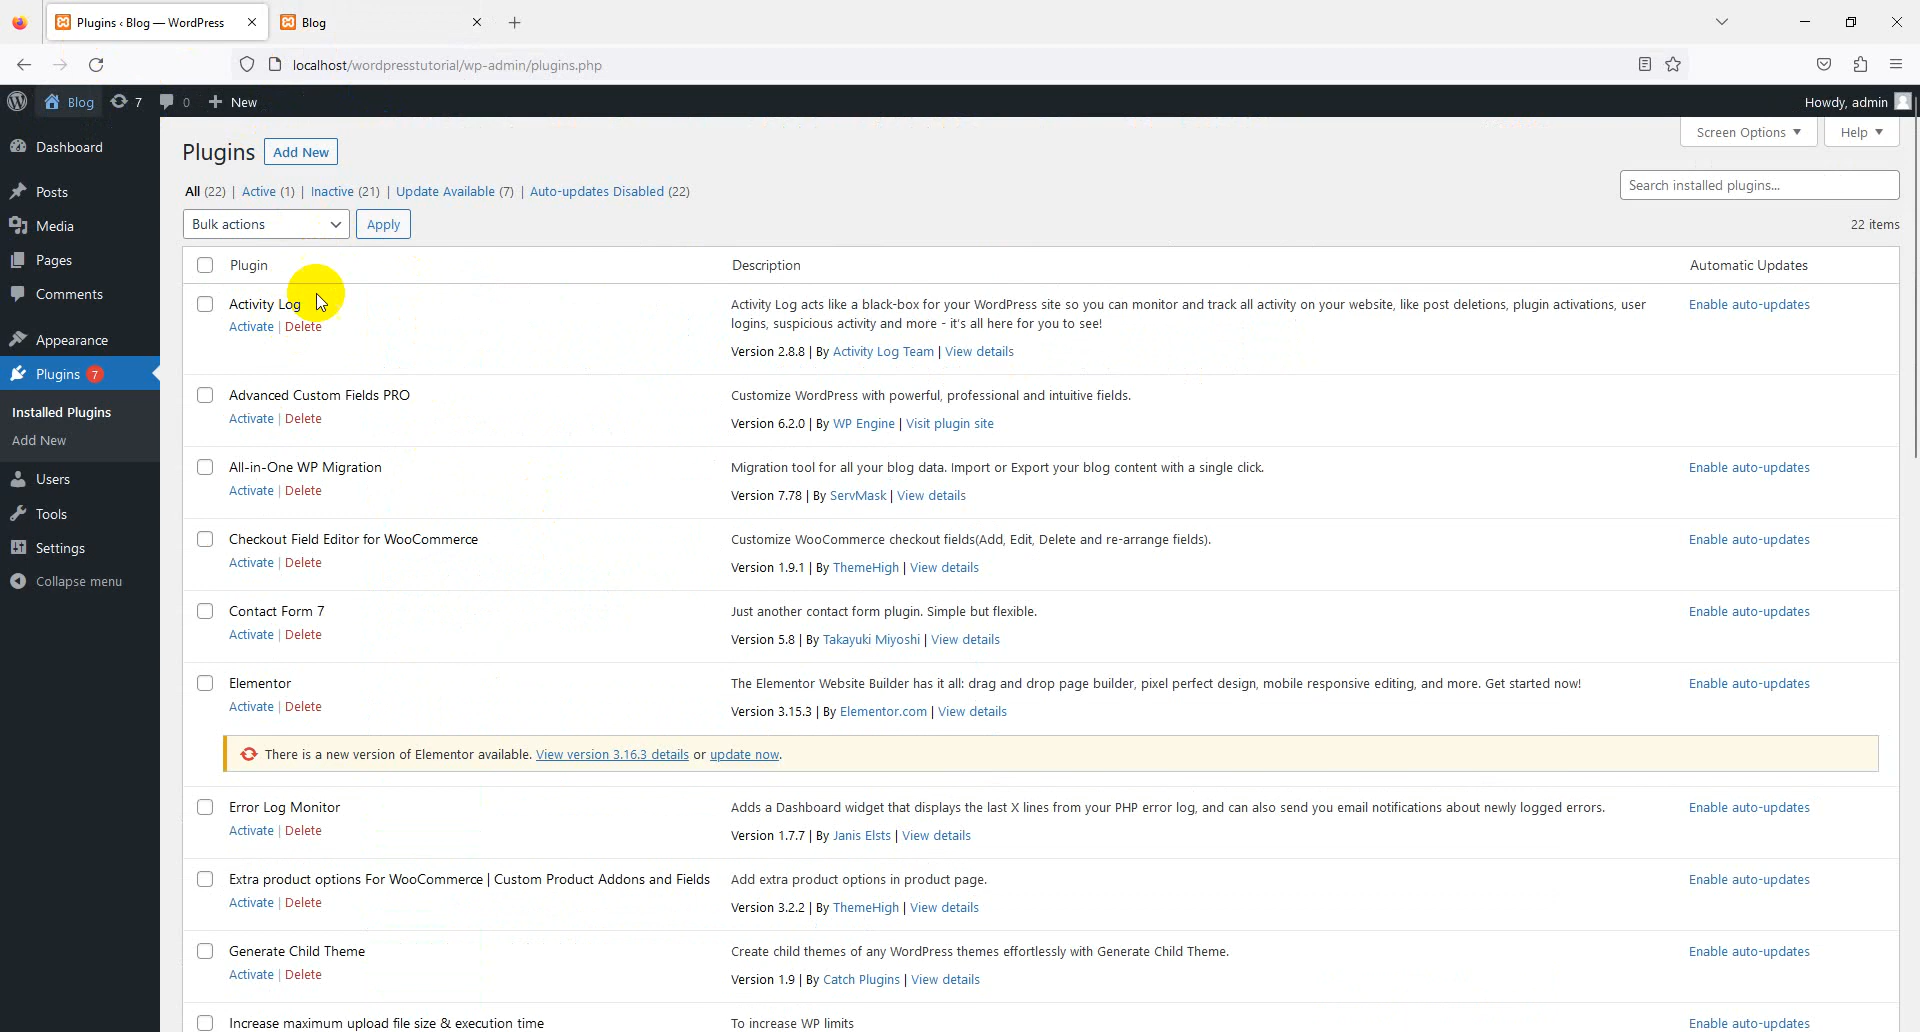 Plugins ‹ Blog — WordPress
Blog
localhost/wordpresstutorial/wp-admin/plugins.php
Blog 7 0 New Howdy, admin
Screen Options Help
Dashboard
Posts
Media
Pages
Comments
Appearance
Plugins 7
Installed Plugins
Add New
Users
Tools
Settings
Collapse menu
Plugins Add New
All (22) | Active (1) | Inactive (21) | Update Available (7) | Auto-updates Disabled (22)
Search installed plugins...
Bulk actions Apply
22 items
Plugin Description Automatic Updates
Activity Log
Activate | Delete
Activity Log acts like a black-box for your WordPress site so you can monitor and track all activity on your website, like post deletions, plugin activations, user
logins, suspicious activity and more - it's all here for you to see!
Version 2.8.8 | By Activity Log Team | View details
Enable auto-updates
Advanced Custom Fields PRO
Activate | Delete
Customize WordPress with powerful, professional and intuitive fields.
Version 6.2.0 | By WP Engine | Visit plugin site
All-in-One WP Migration
Activate | Delete
Migration tool for all your blog data. Import or Export your blog content with a single click.
Version 7.78 | By ServMask | View details
Enable auto-updates
Checkout Field Editor for WooCommerce
Activate | Delete
Customize WooCommerce checkout fields(Add, Edit, Delete and re-arrange fields).
Version 1.9.1 | By ThemeHigh | View details
Enable auto-updates
Contact Form 7
Activate | Delete
Just another contact form plugin. Simple but flexible.
Version 5.8 | By Takayuki Miyoshi | View details
Enable auto-updates
Elementor
Activate | Delete
The Elementor Website Builder has it all: drag and drop page builder, pixel perfect design, mobile responsive editing, and more. Get started now!
Version 3.15.3 | By Elementor.com | View details
Enable auto-updates
There is a new version of Elementor available. View version 3.16.3 details or update now.
Error Log Monitor
Activate | Delete
Adds a Dashboard widget that displays the last X lines from your PHP error log, and can also send you email notifications about newly logged errors.
Version 1.7.7 | By Janis Elsts | View details
Enable auto-updates
Extra product options For WooCommerce | Custom Product Addons and Fields
Activate | Delete
Add extra product options in product page.
Version 3.2.2 | By ThemeHigh | View details
Enable auto-updates
Generate Child Theme
Activate | Delete
Create child themes of any WordPress themes effortlessly with Generate Child Theme.
Version 1.9 | By Catch Plugins | View details
Enable auto-updates
Increase maximum upload file size & execution time
To increase WP limits
Enable auto-updates